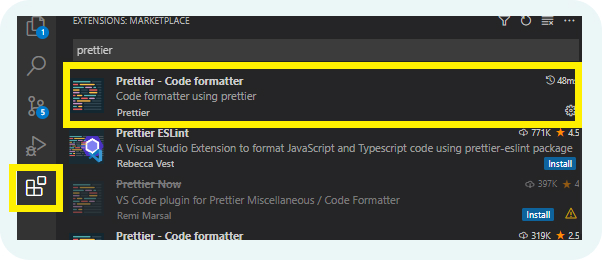 EXTENSIONS: MARKETPLACE
1
prettier
Prettier - Code formatter 48ms
Code formatter using prettier
Prettier
5
Prettier ESLint 771K ★ 4.5
A Visual Studio Extension to format JavaScript and Typescript code using prettier-eslint package
Rebecca Vest Install
Prettier Now 397K ★ 4
VS Code plugin for Prettier Miscellaneous / Code Formatter
Remi Marsal Install
Prettier - Code formatter 319K ★ 2.5